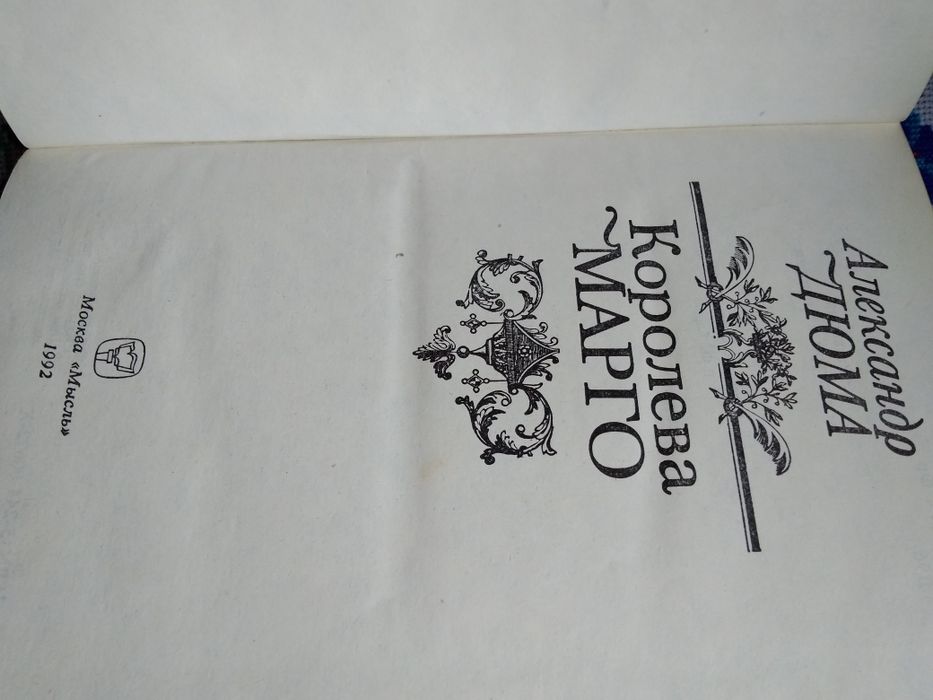 Александр
ДЮМА
Королева
~МАРГО
Москва «Мысль»
1992